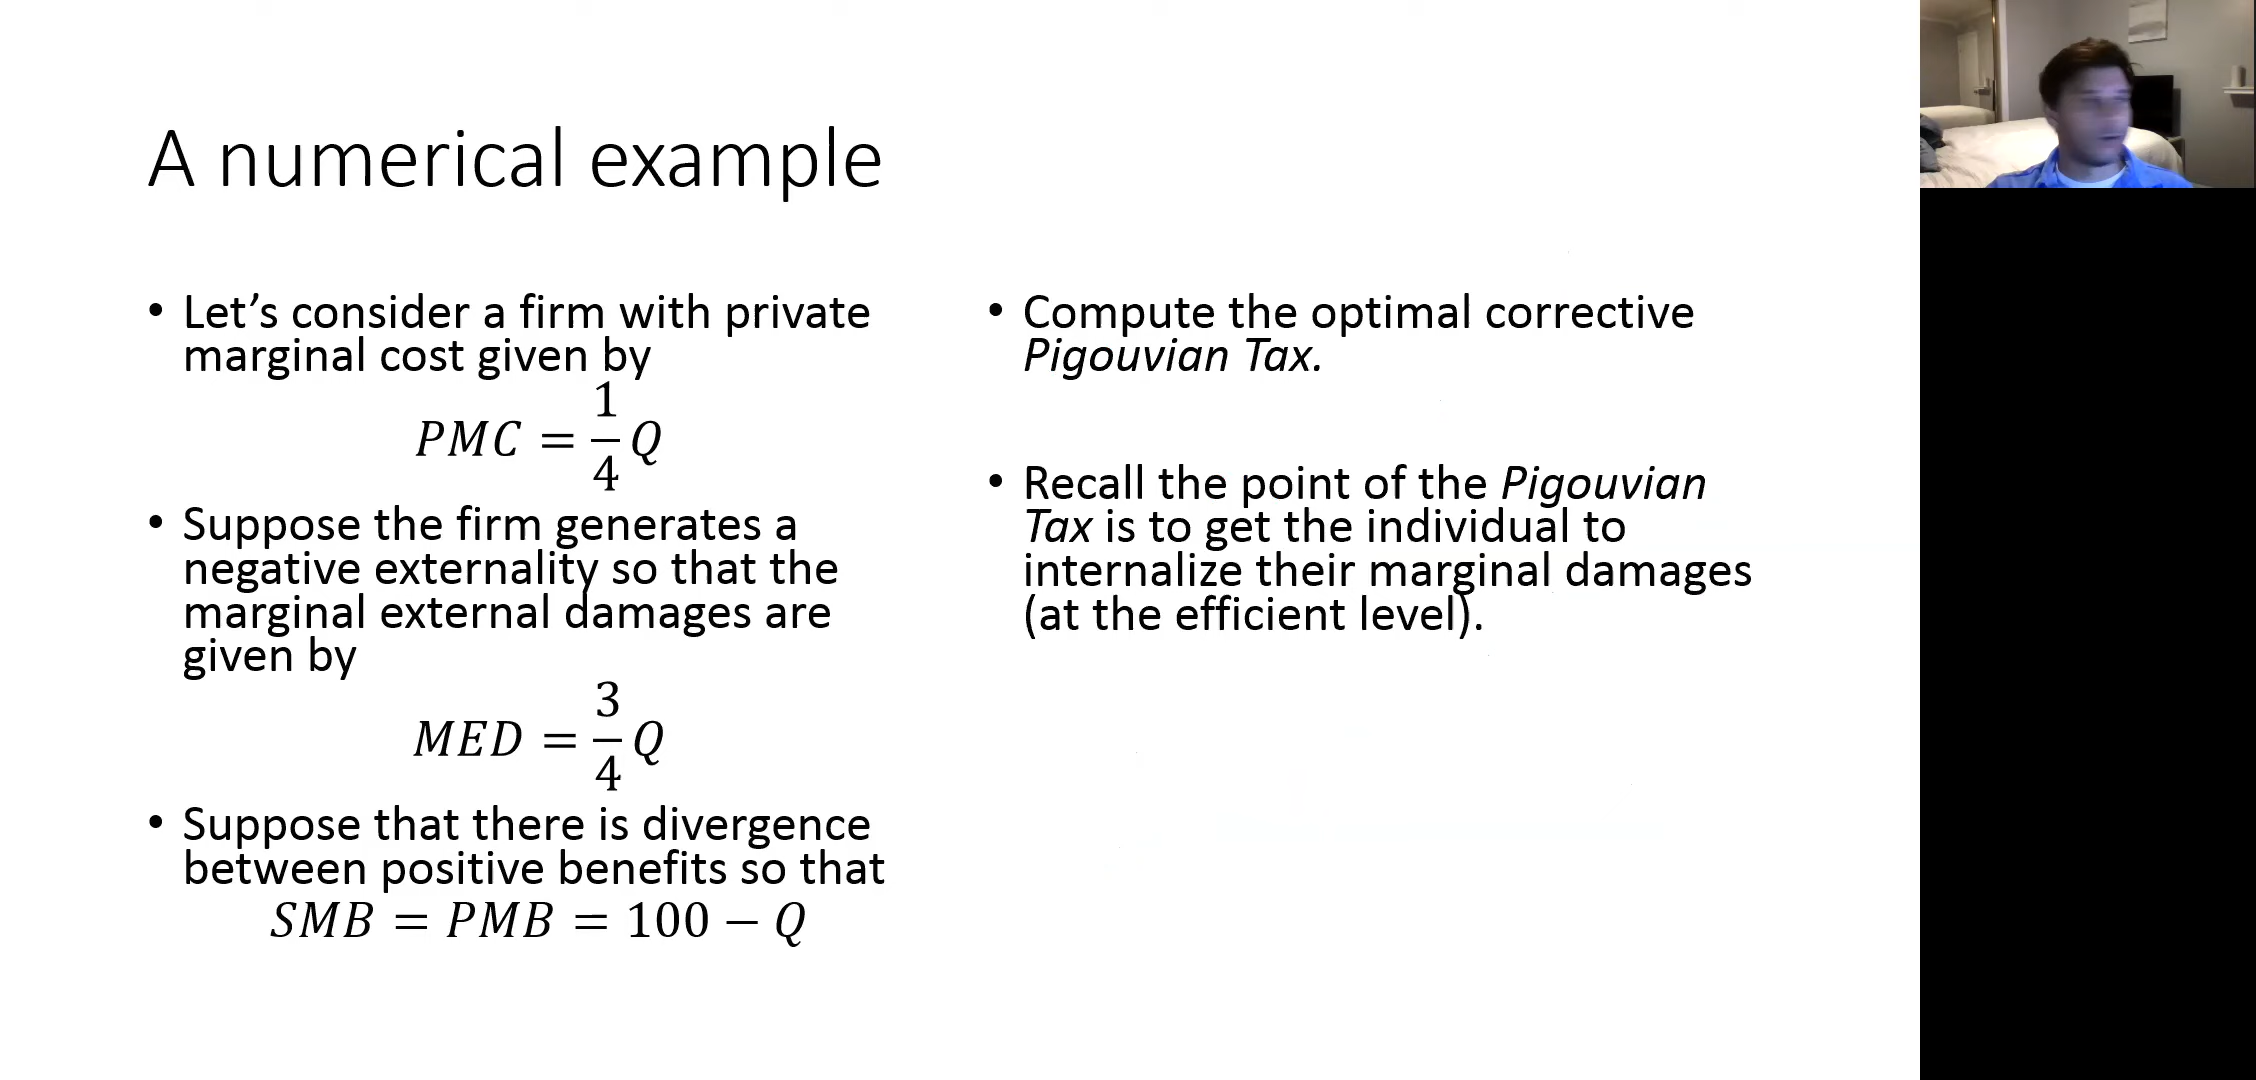 A numerical example
• Let’s consider a firm with private
marginal cost given by
PMC = 1/4 Q
• Suppose the firm generates a
negative externality so that the
marginal external damages are
given by
MED = 3/4 Q
• Suppose that there is divergence
between positive benefits so that
SMB = PMB = 100 − Q
• Compute the optimal corrective
Pigouvian Tax.
• Recall the point of the Pigouvian
Tax is to get the individual to
internalize their marginal damages
(at the efficient level).